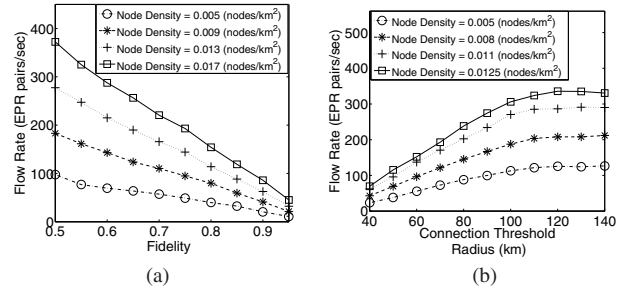 Flow Rate (EPR pairs/sec)
400
300
200
100
0
Node Density = 0.005 (nodes/km²)
Node Density = 0.009 (nodes/km²)
Node Density = 0.013 (nodes/km²)
Node Density = 0.017 (nodes/km²)
0.5 0.6 0.7 0.8 0.9
Fidelity
(a)
Flow Rate (EPR pairs/sec)
500
400
300
200
100
0
Node Density = 0.005 (nodes/km²)
Node Density = 0.008 (nodes/km²)
Node Density = 0.011 (nodes/km²)
Node Density = 0.0125 (nodes/km²)
40 60 80 100 120 140
Connection Threshold
Radius (km)
(b)